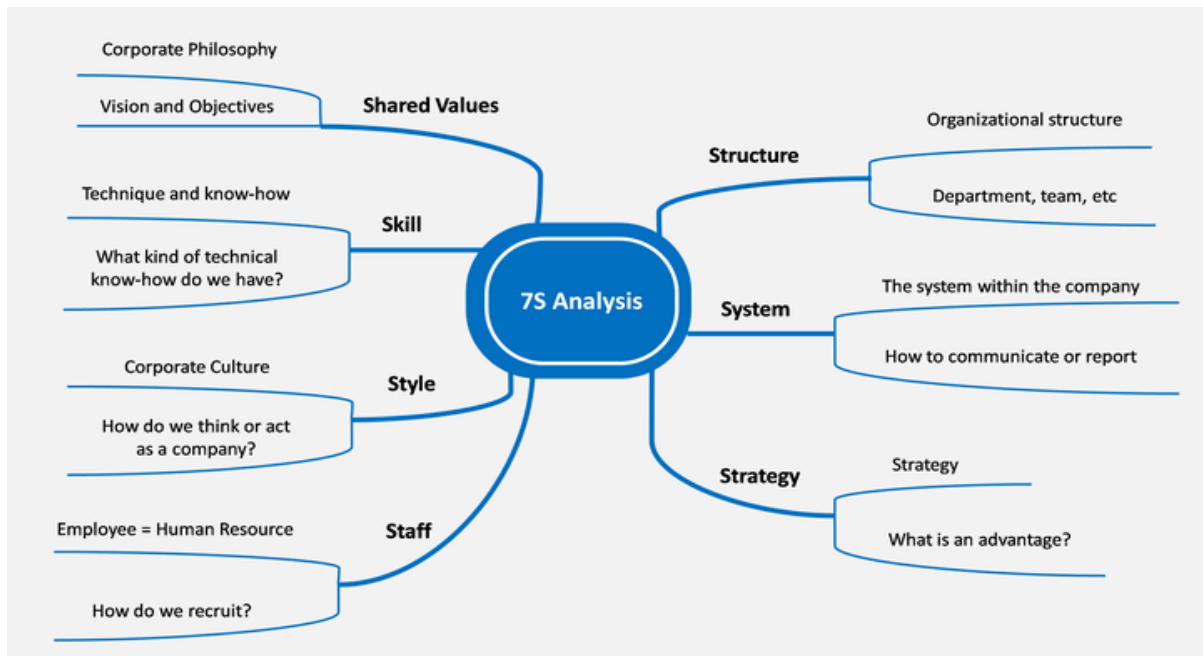 Corporate Philosophy
Vision and Objectives
Shared Values
Technique and know-how
Skill
What kind of technical
know-how do we have?
Corporate Culture
Style
How do we think or act
as a company?
Employee = Human Resource
Staff
How do we recruit?
7S Analysis
Organizational structure
Structure
Department, team, etc
The system within the company
System
How to communicate or report
Strategy
Strategy
What is an advantage?